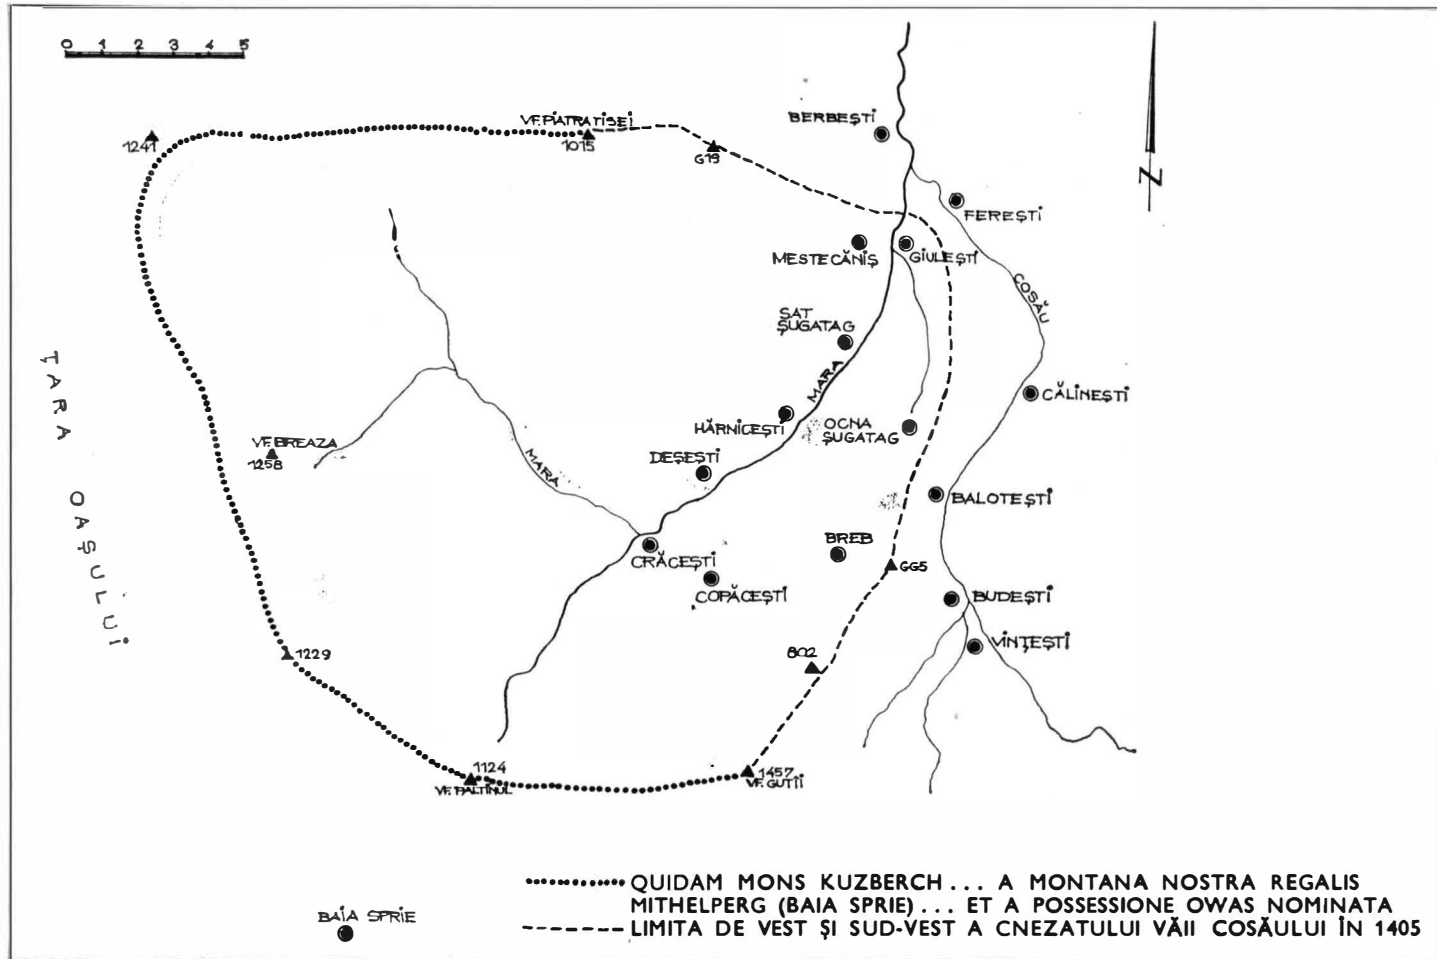 0 1 2 3 4 5
1241
VF. PIATRA TISEI
1015
G19
BERBEȘTI
Z
FEREȘTI
MESTECĂNIȘ
GIULEȘTI
COSĂU
SAT
ȘUGATAG
MARA
ȚARA OAȘULUI
CĂLINEȘTI
HĂRNICEȘTI
OCNA
ȘUGATAG
VF. BREAZA
1258
DEȘEȘTI
MARA
BALOTEȘTI
BREB
CRĂCEȘTI
GG5
COPĂCEȘTI
BUDEȘTI
VINȚEȘTI
1229
802
1124
VF. PALTINUL
1457
VF. GUTÎI
BAIA SPRIE
QUIDAM MONS KUZBERCH... A MONTANA NOSTRA REGALIS
MITHELPERG (BAIA SPRIE)... ET A POSSESSIONE OWAS NOMINATA
LIMITA DE VEST ȘI SUD-VEST A CNEZATULUI VĂII COSĂULUI ÎN 1405